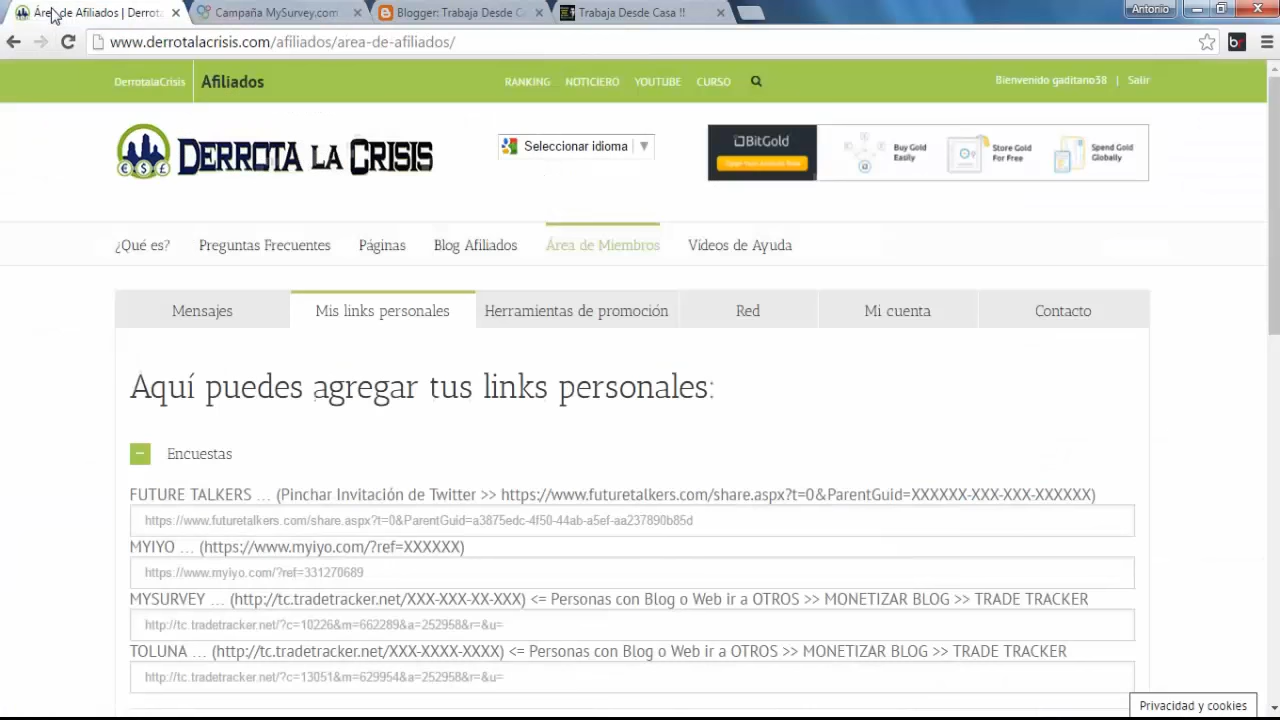 Área de Afiliados | Derrot
Campaña MySurvey.com
Blogger: Trabaja Desde C
Trabaja Desde Casa !!
Antonio
www.derrotalacrisis.com/afiliados/area-de-afiliados/
DerrotalaCrisis
Afiliados
RANKING NOTICIERO YOUTUBE CURSO
Bienvenido gaditano38 | Salir
DERROTA LA CRISIS
Seleccionar idioma
BitGold
Buy Gold
Easily
Store Gold
For Free
Spend Gold
Globally
¿Qué es? Preguntas Frecuentes Páginas Blog Afiliados Área de Miembros Vídeos de Ayuda
Mensajes Mis links personales Herramientas de promoción Red Mi cuenta Contacto
Aquí puedes agregar tus links personales:
Encuestas
FUTURE TALKERS ... (Pinchar Invitación de Twitter >> https://www.futuretalkers.com/share.aspx?t=0&ParentGuid=XXXXXX-XXX-XXX-XXXXXX)
https://www.futuretalkers.com/share.aspx?t=0&ParentGuid=a3875edc-4f50-44ab-a5ef-aa237890b85d
MYIYO ... (https://www.myiyo.com/?ref=XXXXXX)
https://www.myiyo.com/?ref=331270689
MYSURVEY ... (http://tc.tradetracker.net/XXX-XXX-XX-XXX) <= Personas con Blog o Web ir a OTROS >> MONETIZAR BLOG >> TRADE TRACKER
http://tc.tradetracker.net/?c=10226&m=662289&a=252958&r=&u=
TOLUNA ... (http://tc.tradetracker.net/XXX-XXXX-XXXX) <= Personas con Blog o Web ir a OTROS >> MONETIZAR BLOG >> TRADE TRACKER
http://tc.tradetracker.net/?c=13051&m=629954&a=252958&r=&u=
Privacidad y cookies